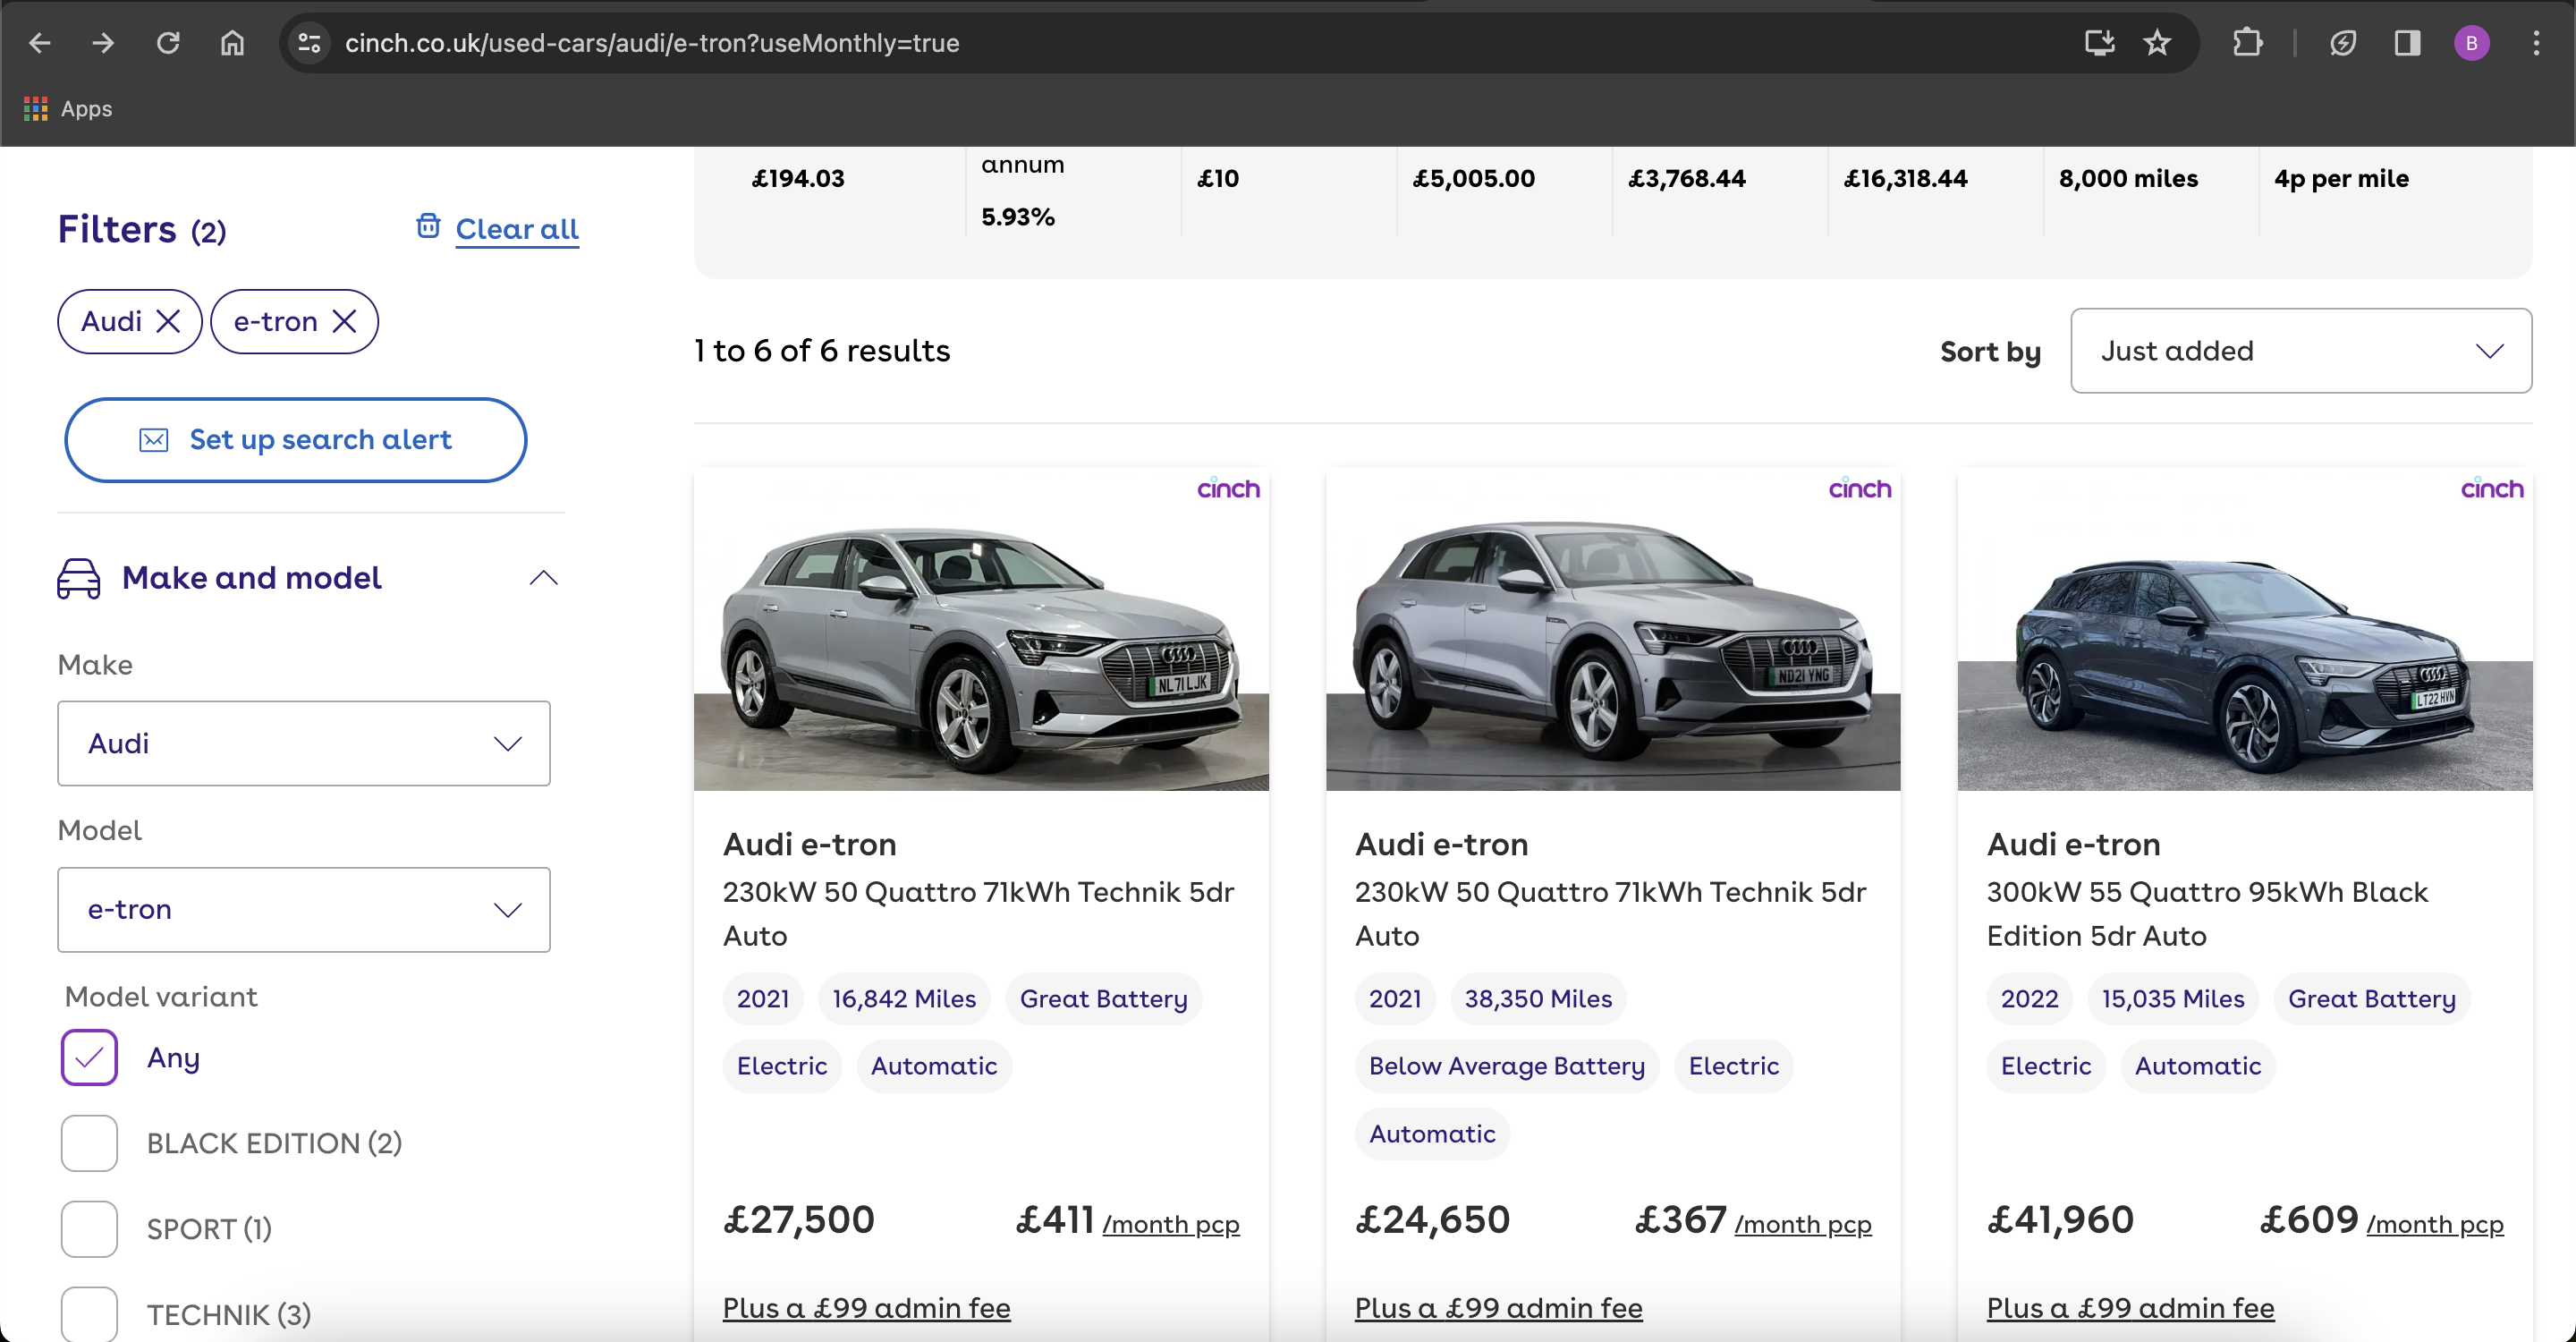 cinch.co.uk/used-cars/audi/e-tron?useMonthly=true
B
Apps
£194.03
annum
5.93%
£10
£5,005.00
£3,768.44
£16,318.44
8,000 miles
4p per mile
Filters (2)
Clear all
Audi
e-tron
Set up search alert
Make and model
Make
Audi
Model
e-tron
Model variant
Any
BLACK EDITION (2)
SPORT (1)
TECHNIK (3)
1 to 6 of 6 results
Sort by
Just added
cinch
NL71 LJK
Audi e-tron
230kW 50 Quattro 71kWh Technik 5dr
Auto
2021
16,842 Miles
Great Battery
Electric
Automatic
£27,500
£411 /month pcp
Plus a £99 admin fee
cinch
ND21 YNG
Audi e-tron
230kW 50 Quattro 71kWh Technik 5dr
Auto
2021
38,350 Miles
Below Average Battery
Electric
Automatic
£24,650
£367 /month pcp
Plus a £99 admin fee
cinch
LT22 HVN
Audi e-tron
300kW 55 Quattro 95kWh Black
Edition 5dr Auto
2022
15,035 Miles
Great Battery
Electric
Automatic
£41,960
£609 /month pcp
Plus a £99 admin fee